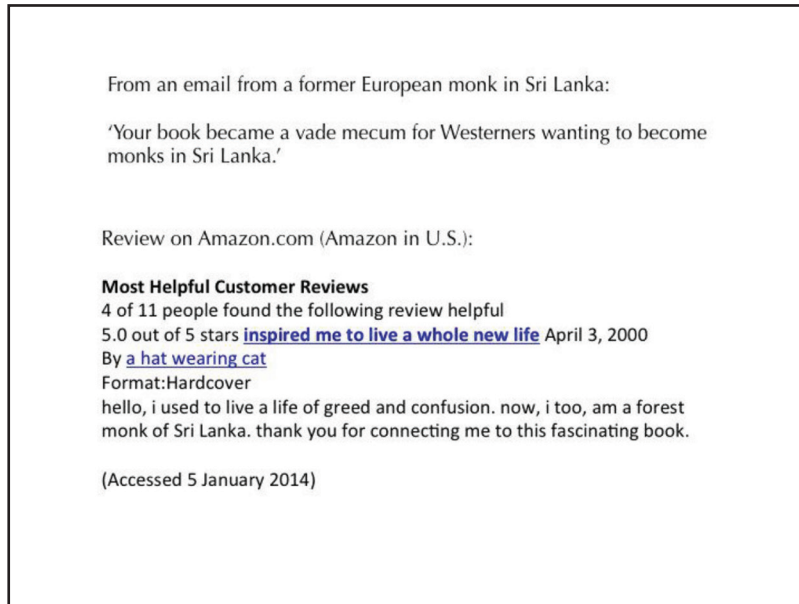 From an email from a former European monk in Sri Lanka:
‘Your book became a vade mecum for Westerners wanting to become
monks in Sri Lanka.’
Review on Amazon.com (Amazon in U.S.):
Most Helpful Customer Reviews
4 of 11 people found the following review helpful
5.0 out of 5 stars inspired me to live a whole new life April 3, 2000
By a hat wearing cat
Format:Hardcover
hello, i used to live a life of greed and confusion. now, i too, am a forest
monk of Sri Lanka. thank you for connecting me to this fascinating book.
(Accessed 5 January 2014)